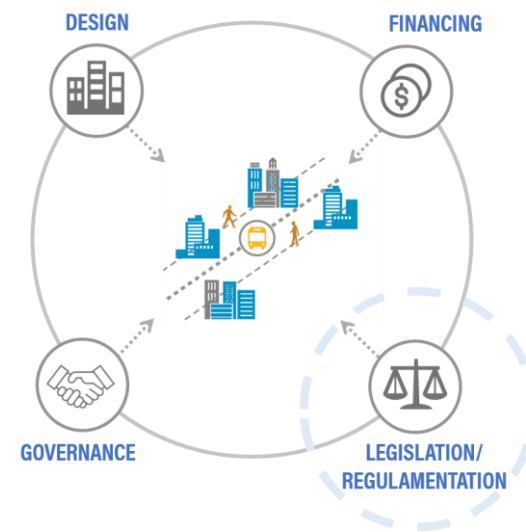 DESIGN
FINANCING
$
GOVERNANCE
LEGISLATION/
REGULAMENTATION